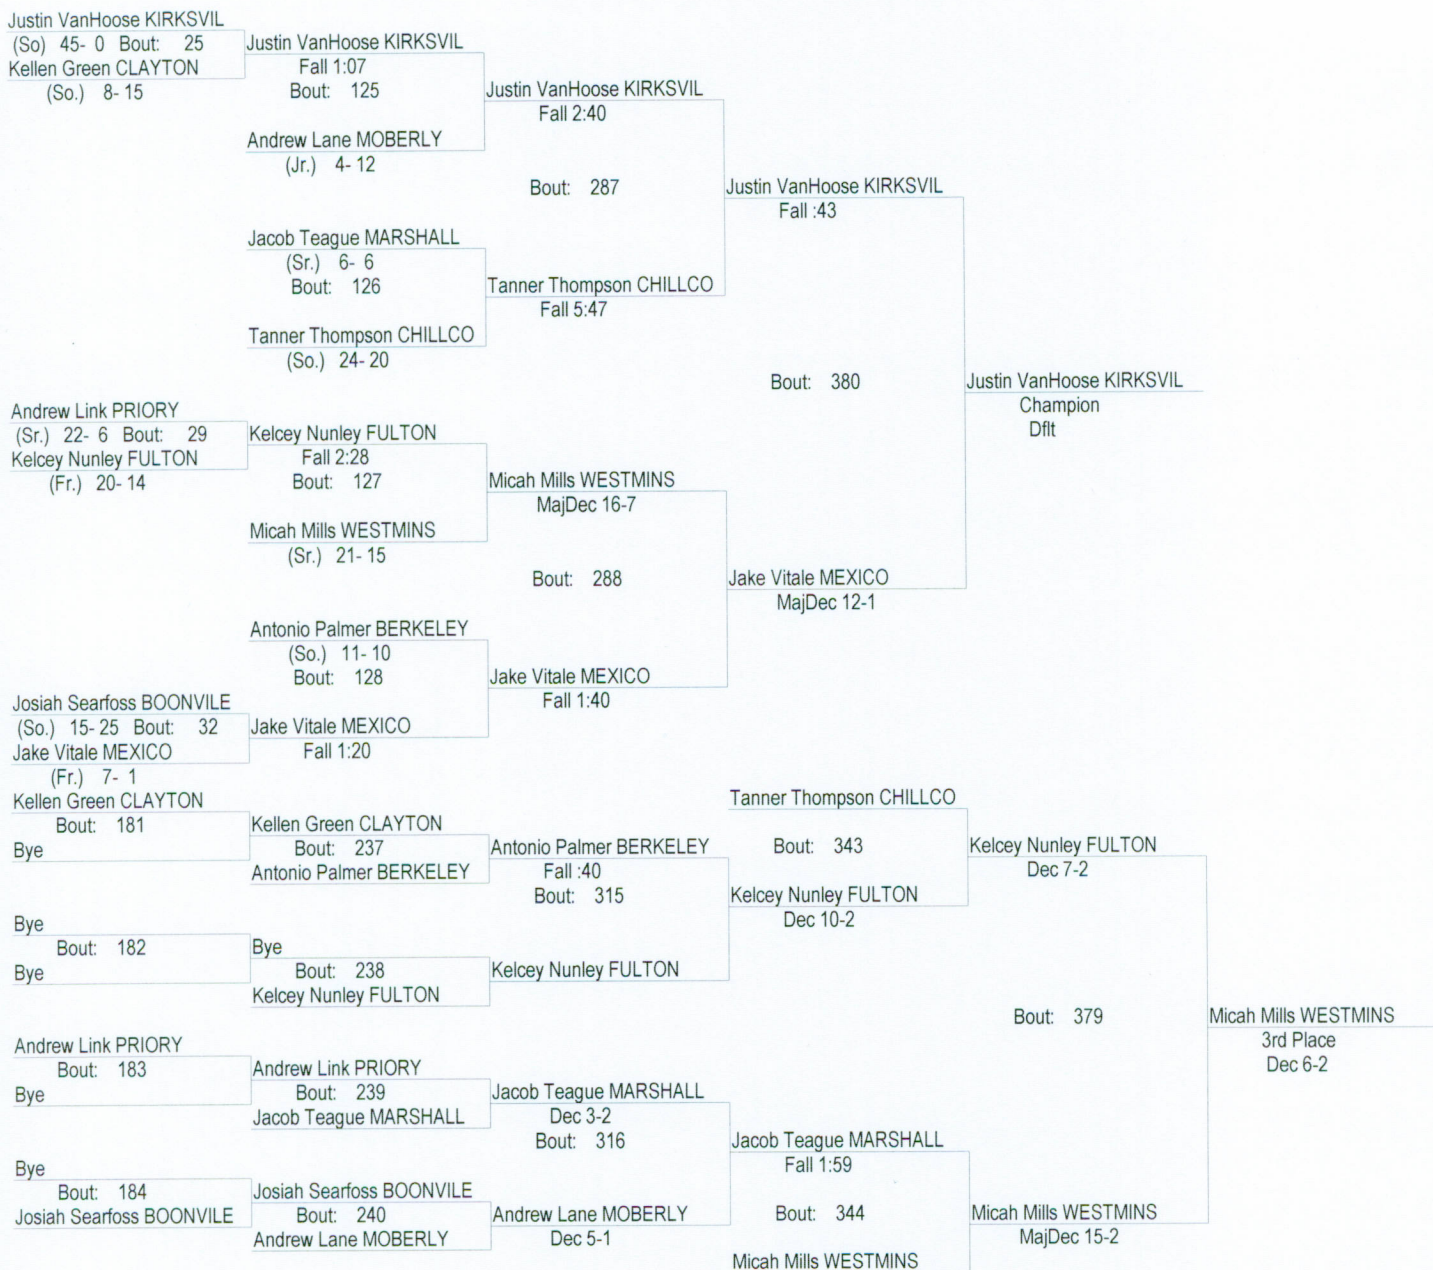 Justin VanHoose KIRKSVIL
(So) 45- 0 Bout: 25
Kellen Green CLAYTON
(So.) 8- 15
Justin VanHoose KIRKSVIL
Fall 1:07
Bout: 125
Andrew Lane MOBERLY
(Jr.) 4- 12
Justin VanHoose KIRKSVIL
Fall 2:40
Bout: 287
Jacob Teague MARSHALL
(Sr.) 6- 6
Bout: 126
Tanner Thompson CHILLCO
(So.) 24- 20
Tanner Thompson CHILLCO
Fall 5:47
Justin VanHoose KIRKSVIL
Fall :43
Bout: 380
Justin VanHoose KIRKSVIL
Champion
Dflt
Andrew Link PRIORY
(Sr.) 22- 6 Bout: 29
Kelcey Nunley FULTON
(Fr.) 20- 14
Kelcey Nunley FULTON
Fall 2:28
Bout: 127
Micah Mills WESTMINS
(Sr.) 21- 15
Micah Mills WESTMINS
MajDec 16-7
Bout: 288
Jake Vitale MEXICO
MajDec 12-1
Antonio Palmer BERKELEY
(So.) 11- 10
Bout: 128
Jake Vitale MEXICO
Fall 1:40
Josiah Searfoss BOONVILE
(So.) 15- 25 Bout: 32
Jake Vitale MEXICO
(Fr.) 7- 1
Jake Vitale MEXICO
Fall 1:20
Kellen Green CLAYTON
Bout: 181
Bye
Kellen Green CLAYTON
Bout: 237
Antonio Palmer BERKELEY
Antonio Palmer BERKELEY
Fall :40
Bout: 315
Tanner Thompson CHILLCO
Bout: 343
Kelcey Nunley FULTON
Dec 10-2
Kelcey Nunley FULTON
Dec 7-2
Bye
Bout: 182
Bye
Bye
Bout: 238
Kelcey Nunley FULTON
Kelcey Nunley FULTON
Bout: 379
Micah Mills WESTMINS
3rd Place
Dec 6-2
Andrew Link PRIORY
Bout: 183
Bye
Andrew Link PRIORY
Bout: 239
Jacob Teague MARSHALL
Jacob Teague MARSHALL
Dec 3-2
Bout: 316
Jacob Teague MARSHALL
Fall 1:59
Bout: 344
Micah Mills WESTMINS
Micah Mills WESTMINS
MajDec 15-2
Bye
Bout: 184
Josiah Searfoss BOONVILE
Josiah Searfoss BOONVILE
Bout: 240
Andrew Lane MOBERLY
Andrew Lane MOBERLY
Dec 5-1